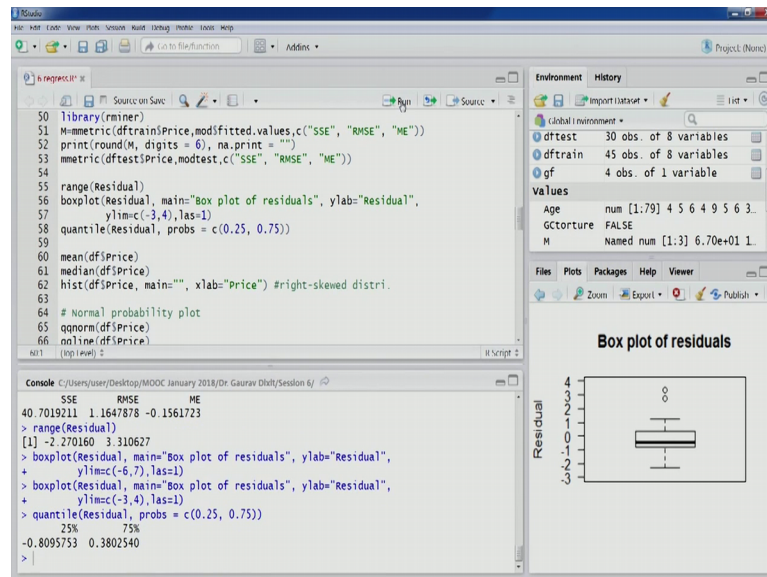 RStudio
File Edit Code View Plots Session Build Debug Profile Tools Help
Go to file/function
Addins
Project: (None)
6 regress.R* ×
Source on Save
Run
Source
50 library(rminer)
51 M=mmetric(dftrain$Price,mod$fitted.values,c("SSE", "RMSE", "ME"))
52 print(round(M, digits = 6), na.print = "")
53 mmetric(dftest$Price,modtest,c("SSE", "RMSE", "ME"))
54
55 range(Residual)
56 boxplot(Residual, main="Box plot of residuals", ylab="Residual",
57 ylim=c(-3,4),las=1)
58 quantile(Residual, probs = c(0.25, 0.75))
59
60 mean(df$Price)
61 median(df$Price)
62 hist(df$Price, main="", xlab="Price") #right-skewed distri.
63
64 # Normal probability plot
65 qqnorm(df$Price)
66 qqline(df$Price)
60:1 (Top Level) R Script
Console C:/Users/user/Desktop/MOOC January 2018/Dr. Gaurav Dixit/Session 6/
SSE RMSE ME
40.7019211 1.1647878 -0.1561723
> range(Residual)
[1] -2.270160 3.310627
> boxplot(Residual, main="Box plot of residuals", ylab="Residual",
+ ylim=c(-6,7),las=1)
> boxplot(Residual, main="Box plot of residuals", ylab="Residual",
+ ylim=c(-3,4),las=1)
> quantile(Residual, probs = c(0.25, 0.75))
25% 75%
-0.8095753 0.3802540
>
Environment History
Import Dataset List
Global Environment
dftest 30 obs. of 8 variables
dftrain 45 obs. of 8 variables
gf 4 obs. of 1 variable
Values
Age num [1:79] 4 5 6 4 9 5 6 3…
GCtorture FALSE
M Named num [1:3] 6.70e+01 1…
Files Plots Packages Help Viewer
Zoom Export Publish
Box plot of residuals
Residual
4
3
2
1
0
-1
-2
-3